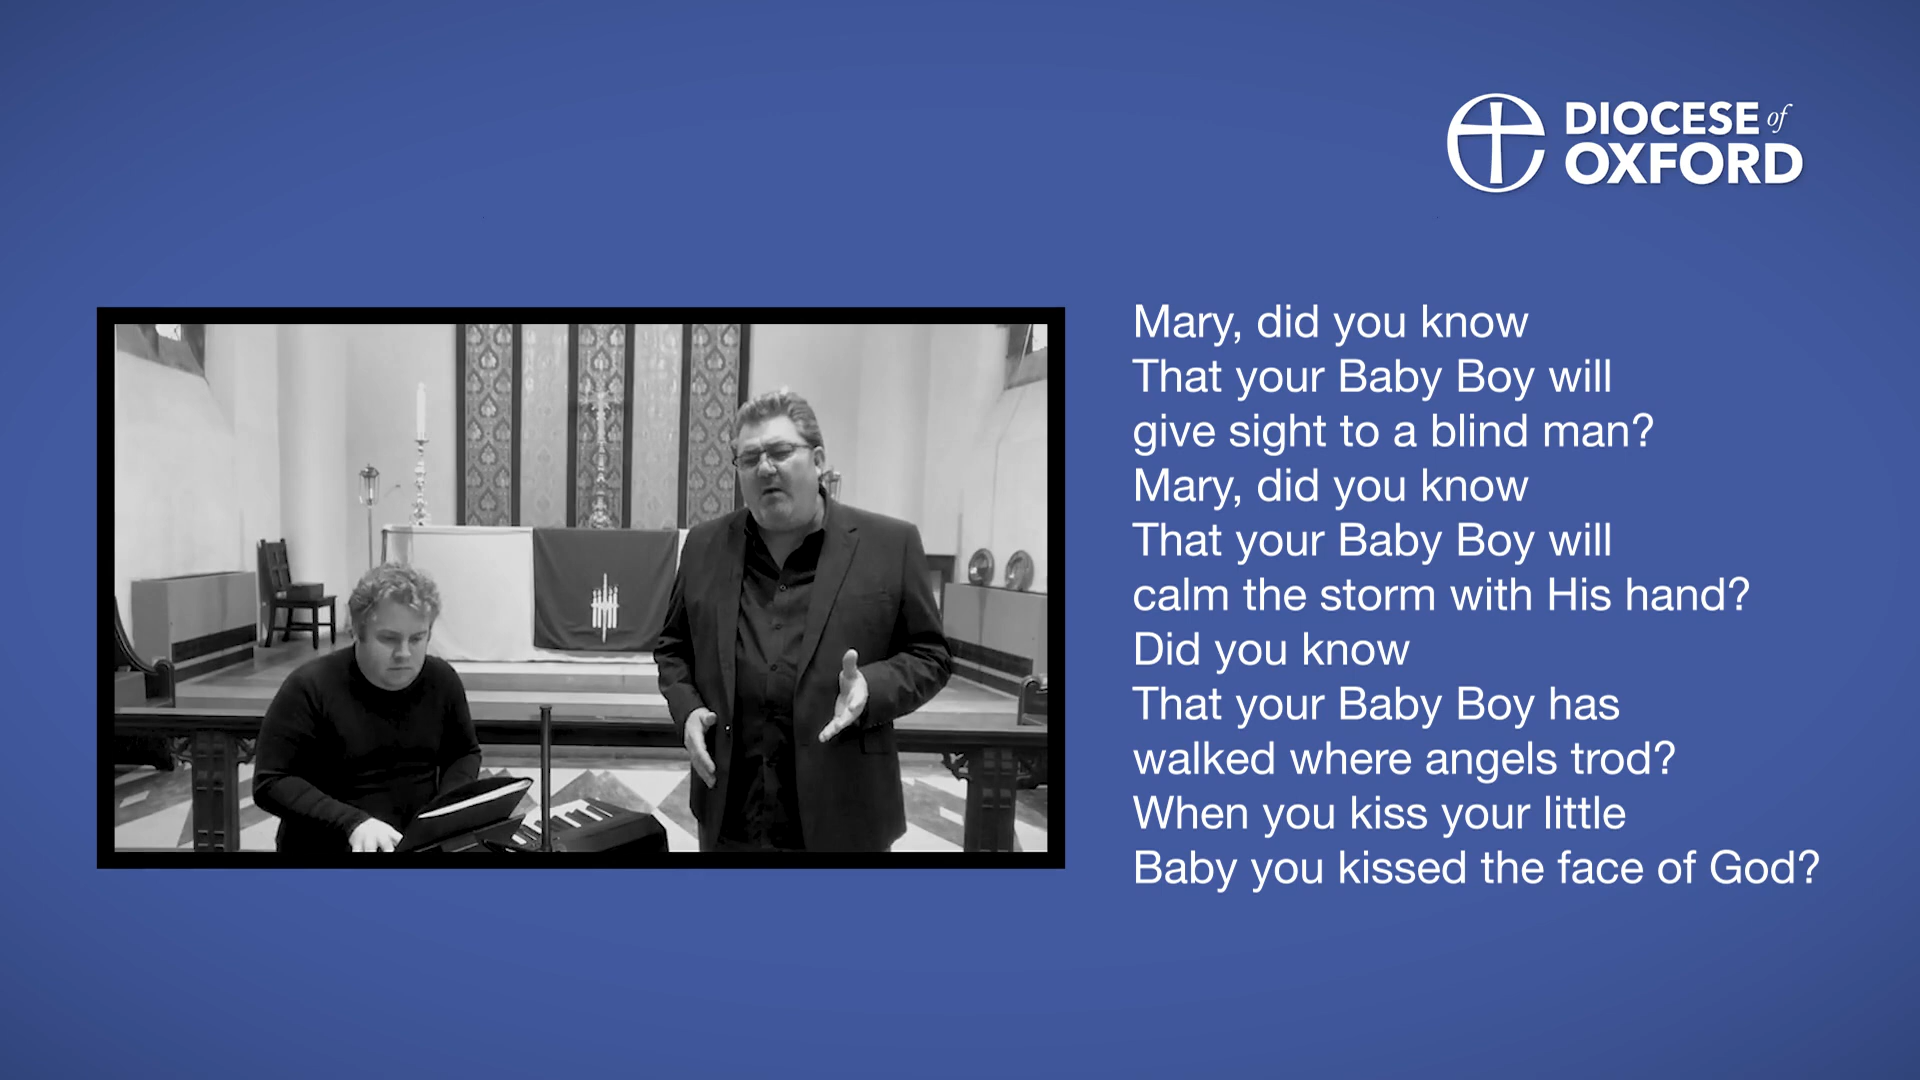 DIOCESE of
OXFORD
Mary, did you know
That your Baby Boy will
give sight to a blind man?
Mary, did you know
That your Baby Boy will
calm the storm with His hand?
Did you know
That your Baby Boy has
walked where angels trod?
When you kiss your little
Baby you kissed the face of God?